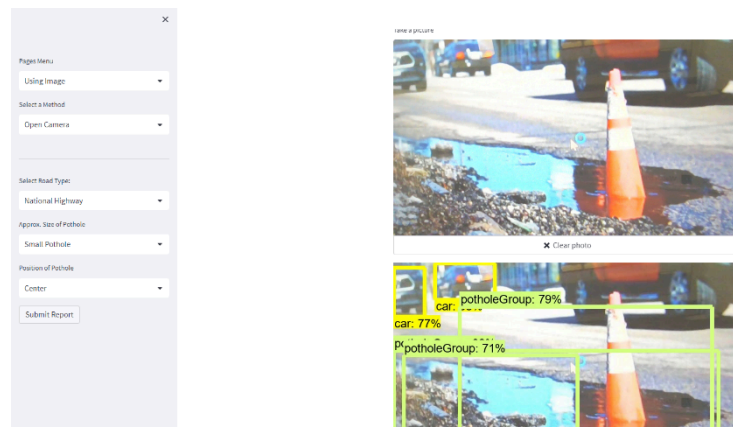 ×
Pages Menu
Using Image
Select a Method
Open Camera
Select Road Type:
National Highway
Approx. Size of Pothole
Small Pothole
Position of Pothole
Center
Submit Report
Take a picture
× Clear photo
potholeGroup: 79%
car:
car: 77%
potholeGroup: 71%